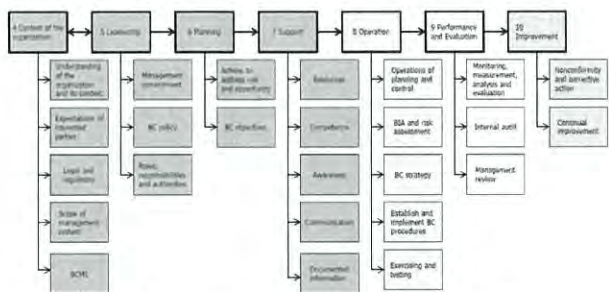 4 Context of the
organization
5 Leadership
6 Planning
7 Support
8 Operation
9 Performance
and Evaluation
10
Improvement
Understanding
of the
organization
and its context
Expectations of
interested
parties
Legal and
regulatory
Scope of
management
system
BCMS
Management
commitment
BC policy
Roles,
responsibilities
and authorities
Actions to
address risk and
opportunity
BC objectives
Resources
Competence
Awareness
Communication
Documented
information
Operations of
planning and
control
BIA and risk
assessment
BC strategy
Establish and
implement BC
procedures
Exercising and
testing
Monitoring,
measurement,
analysis and
evaluation
Internal audit
Management
review
Nonconformity
and corrective
action
Continual
improvement